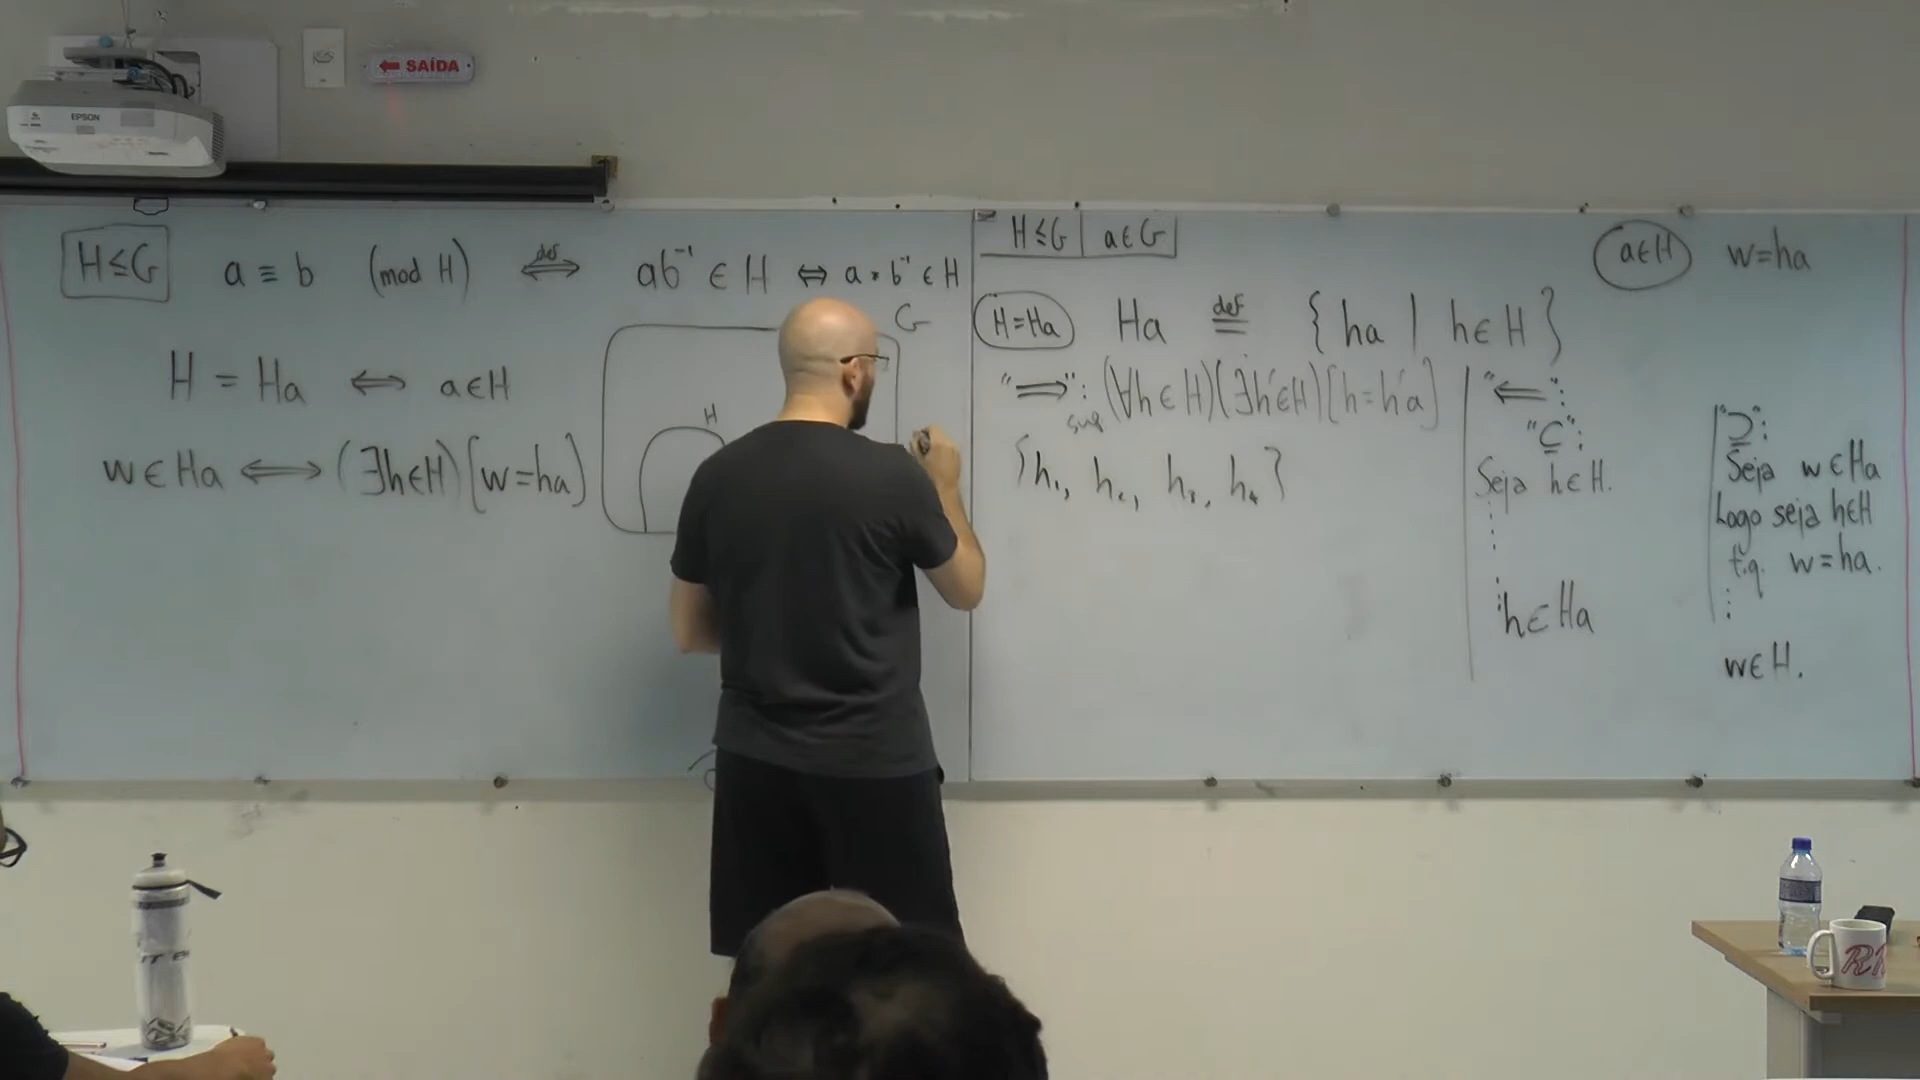 EPSON
← SAÍDA
H≤G a ≡ b (mod H) ⇔def ab⁻¹ ∈ H ⇔ a • b⁻¹ ∈ H
G
H = Ha ⇔ a∈H
H
w ∈ Ha ⇔ (∃h∈H)[w=ha]
H≤G a∈G
H=Ha Ha def= { ha | h∈H }
"⇒": (∀h∈H)(∃h'∈H)[h=h'a]
sup
{h₁, h₂, h₃, h₄}
"⇐":
"⊆":
Seja h∈H.
⋮
h∈Ha
a∈H w=ha
"⊇":
Seja w∈Ha
Logo seja h∈H
t.q. w=ha.
⋮
w∈H.